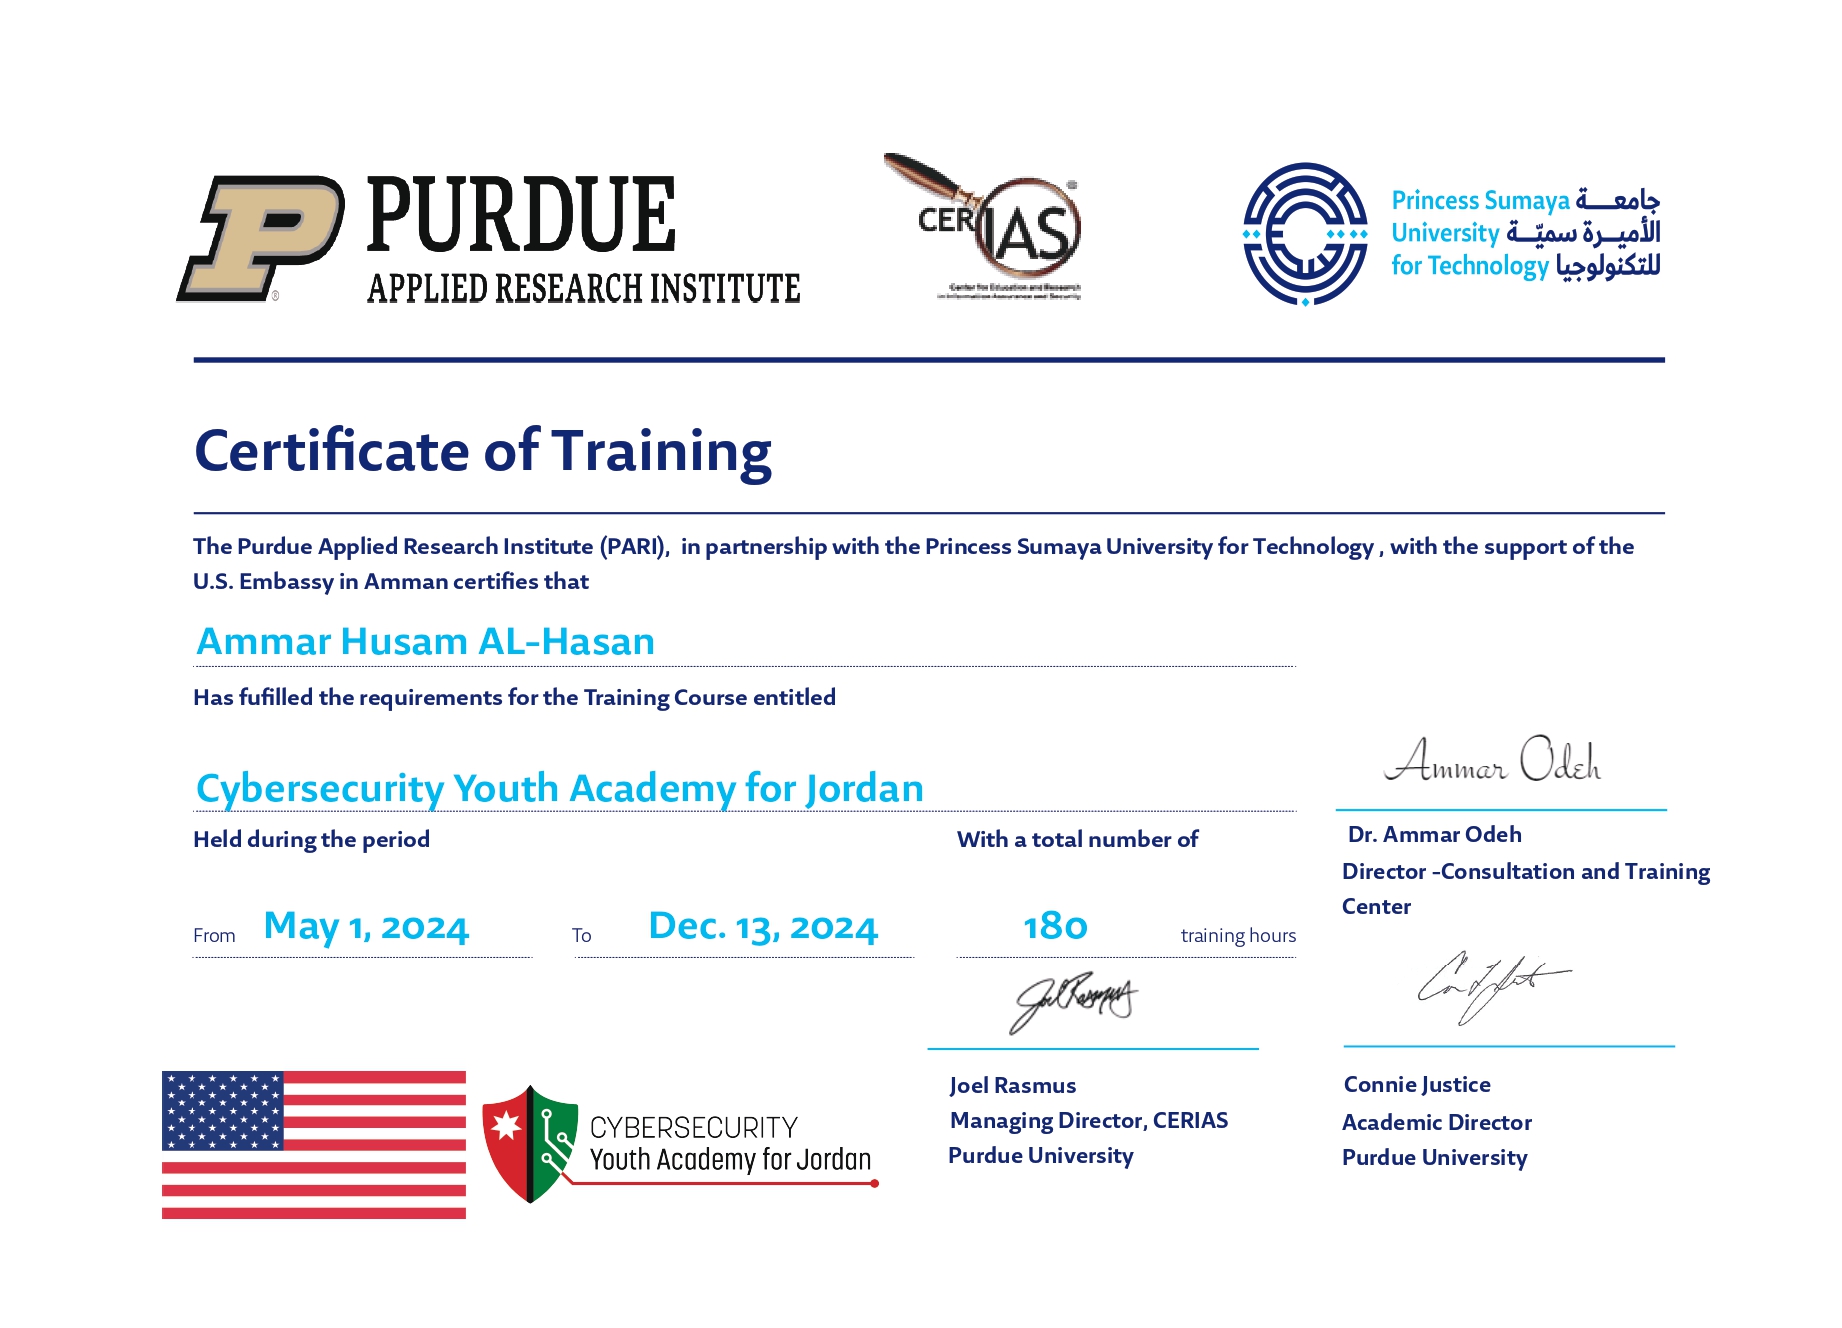 PURDUE
APPLIED RESEARCH INSTITUTE
CERIAS
Center for Education and Research
in Information Assurance and Security
Princess Sumaya جامعـــة
University الأميــرة سميّــة
for Technology للتكنولوجيا
Certificate of Training
The Purdue Applied Research Institute (PARI), in partnership with the Princess Sumaya University for Technology , with the support of the
U.S. Embassy in Amman certifies that
Ammar Husam AL-Hasan
Has fufilled the requirements for the Training Course entitled
Cybersecurity Youth Academy for Jordan
Held during the period
With a total number of
From May 1, 2024 To Dec. 13, 2024 180 training hours
Ammar Odeh
Dr. Ammar Odeh
Director -Consultation and Training
Center
Joel Rasmus
Joel Rasmus
Managing Director, CERIAS
Purdue University
Connie Justice
Academic Director
Purdue University
CYBERSECURITY
Youth Academy for Jordan